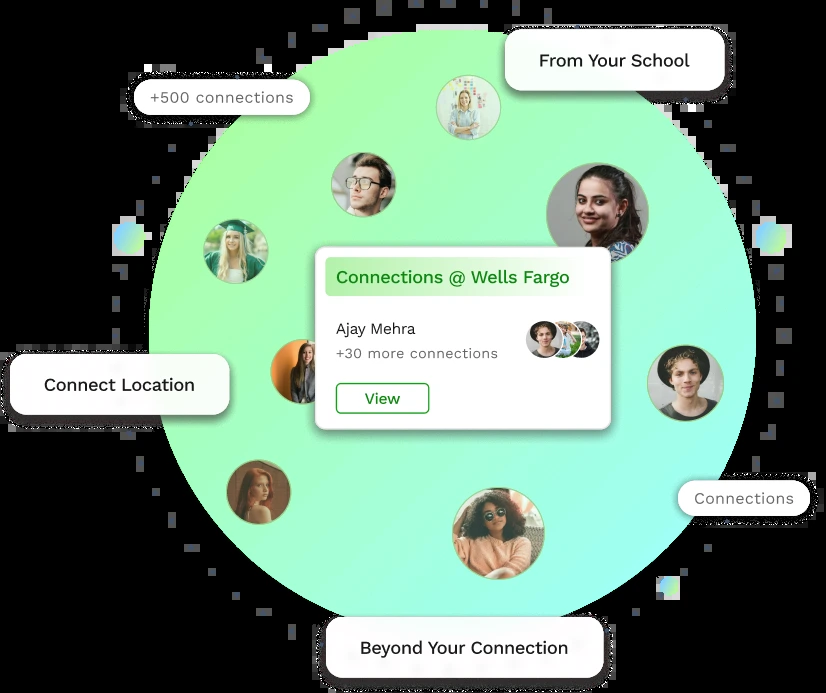 From Your School
+500 connections
Connections @ Wells Fargo
Ajay Mehra
+30 more connections
View
Connect Location
Connections
Beyond Your Connection